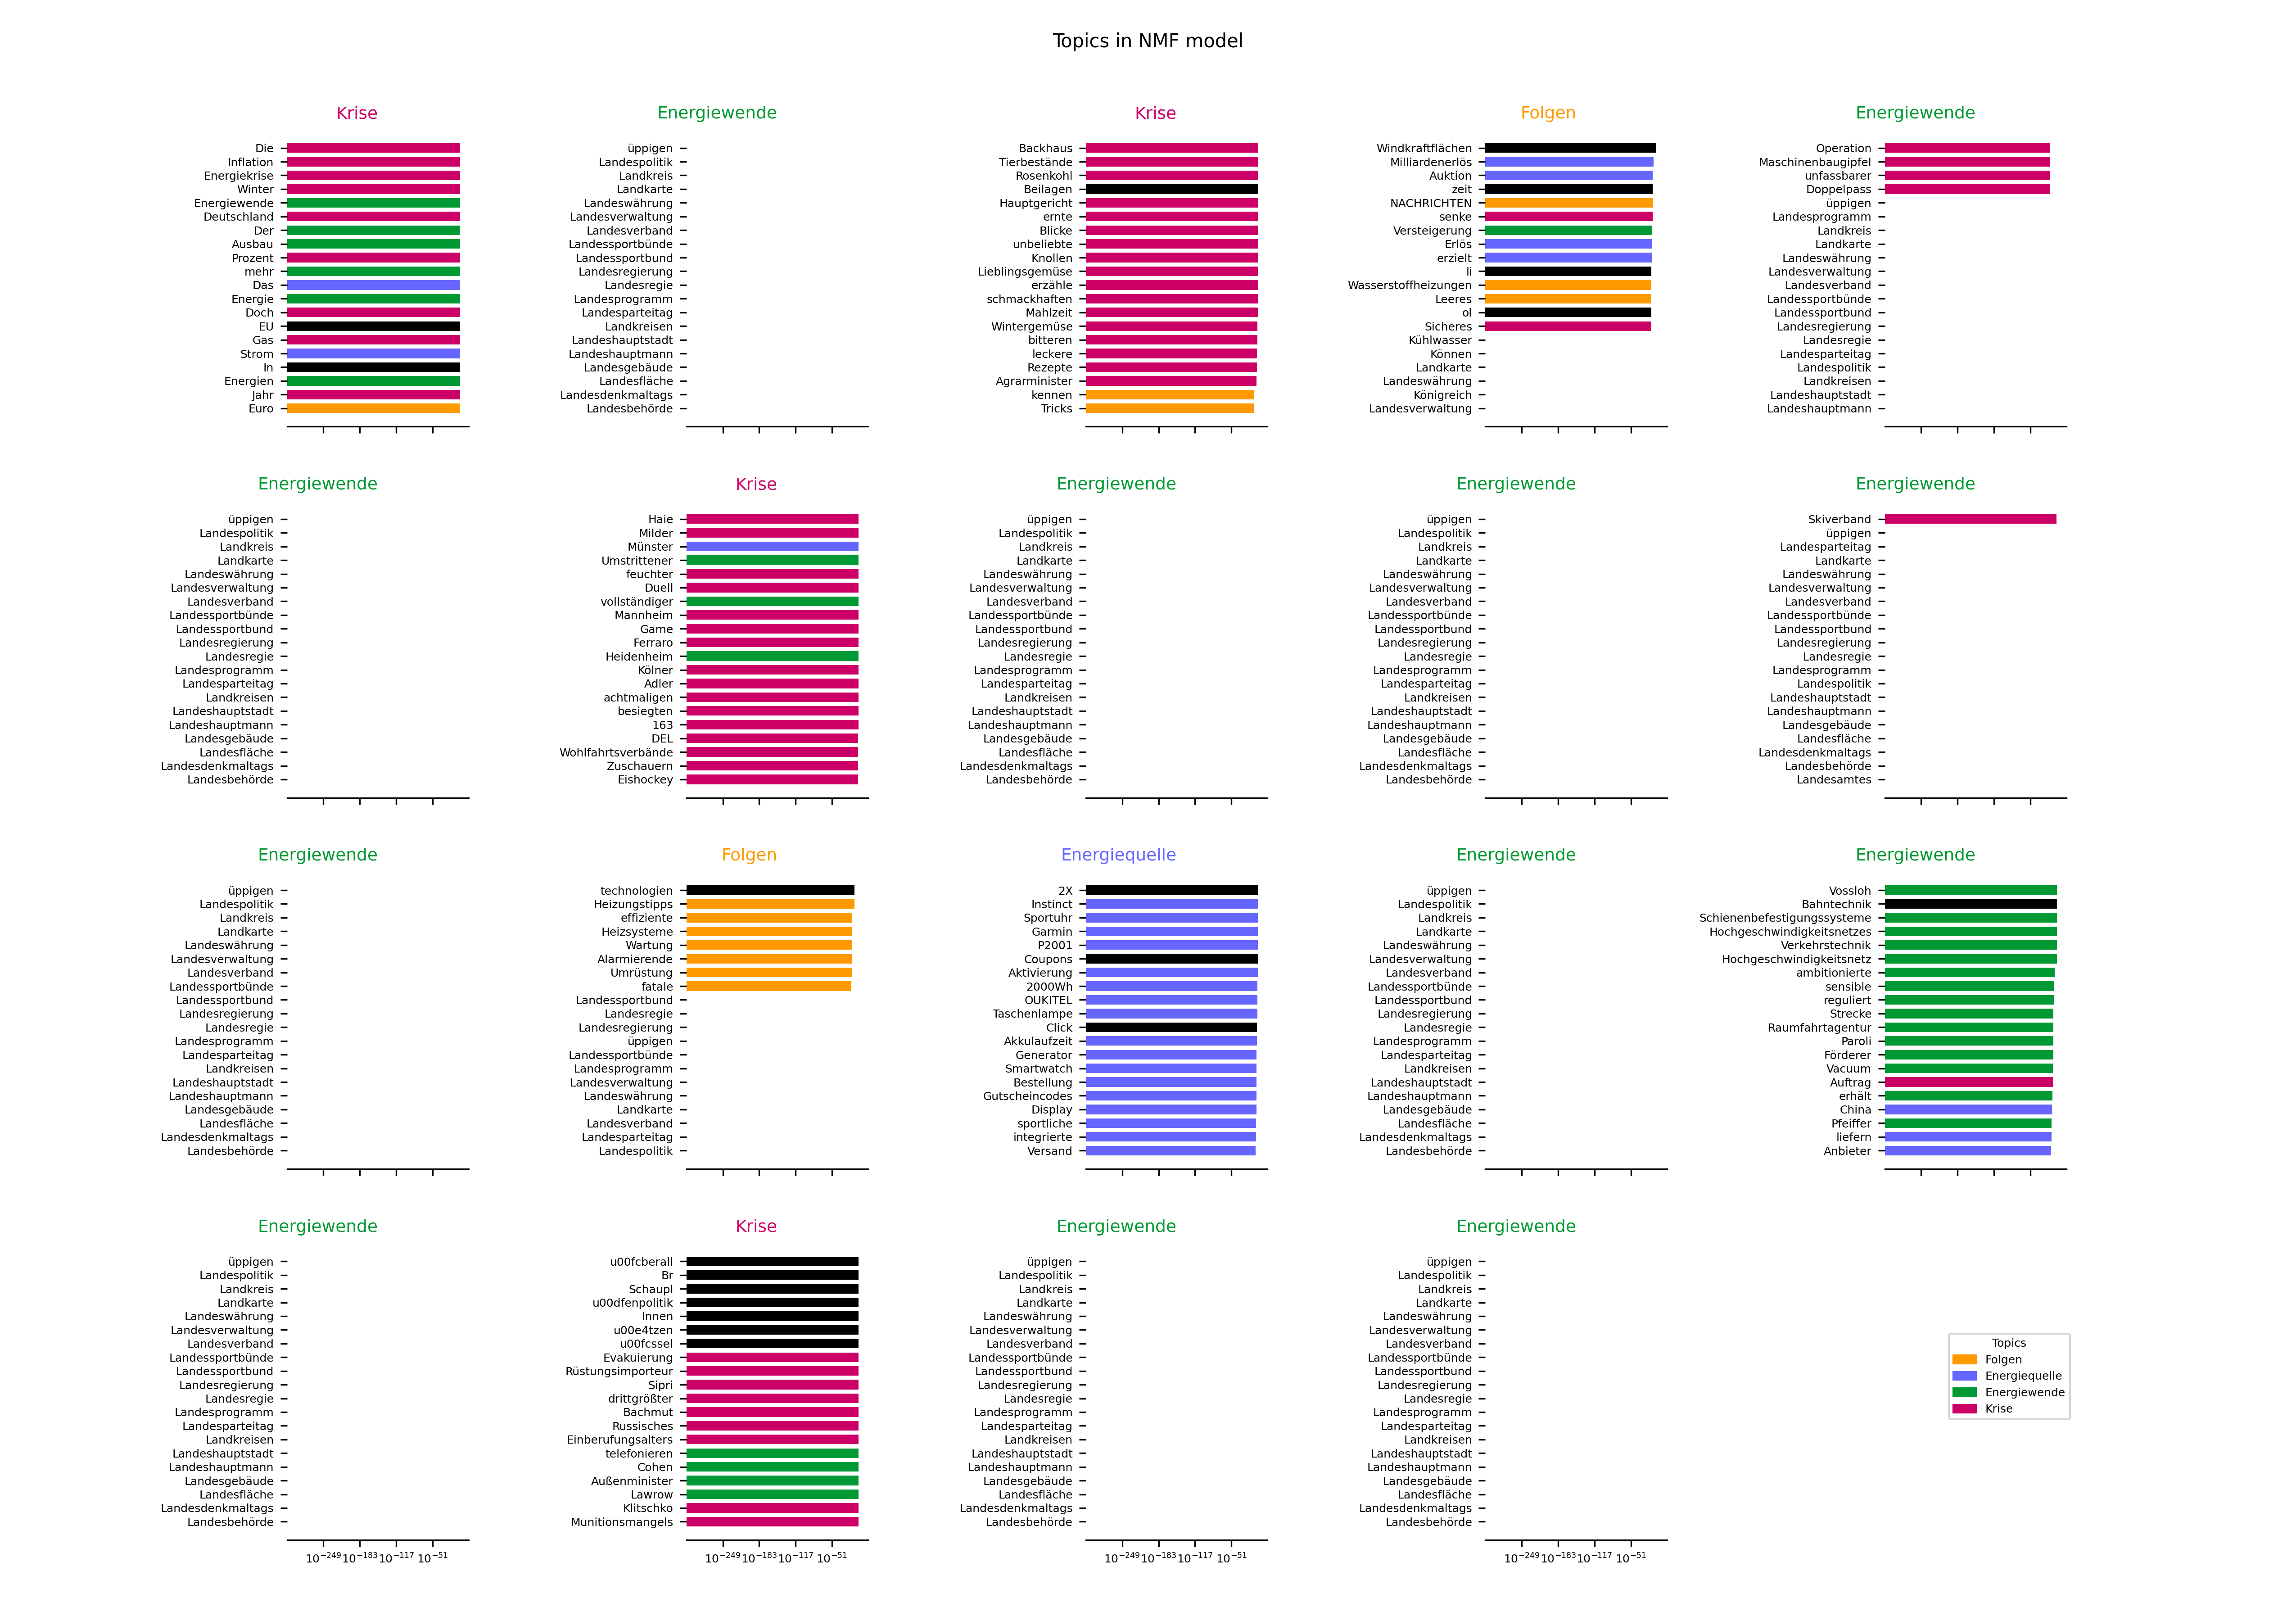 Topics in NMF model
Krise
Die
Inflation
Energiekrise
Winter
Energiewende
Deutschland
Der
Ausbau
Prozent
mehr
Das
Energie
Doch
EU
Gas
Strom
In
Energien
Jahr
Euro
Energiewende
üppigen
Landespolitik
Landkreis
Landkarte
Landeswährung
Landesverwaltung
Landesverband
Landessportbünde
Landessportbund
Landesregierung
Landesregie
Landesprogramm
Landesparteitag
Landkreisen
Landeshauptstadt
Landeshauptmann
Landesgebäude
Landesfläche
Landesdenkmaltags
Landesbehörde
Krise
Backhaus
Tierbestände
Rosenkohl
Beilagen
Hauptgericht
ernte
Blicke
unbeliebte
Knollen
Lieblingsgemüse
erzähle
schmackhaften
Mahlzeit
Wintergemüse
bitteren
leckere
Rezepte
Agrarminister
kennen
Tricks
Folgen
Windkraftflächen
Milliardenerlös
Auktion
zeit
NACHRICHTEN
senke
Versteigerung
Erlös
erzielt
li
Wasserstoffheizungen
Leeres
ol
Sicheres
Kühlwasser
Können
Landkarte
Landeswährung
Königreich
Landesverwaltung
Energiewende
Operation
Maschinenbaugipfel
unfassbarer
Doppelpass
üppigen
Landesprogramm
Landkreis
Landkarte
Landeswährung
Landesverwaltung
Landesverband
Landessportbünde
Landessportbund
Landesregierung
Landesregie
Landesparteitag
Landespolitik
Landkreisen
Landeshauptstadt
Landeshauptmann
Energiewende
üppigen
Landespolitik
Landkreis
Landkarte
Landeswährung
Landesverwaltung
Landesverband
Landessportbünde
Landessportbund
Landesregierung
Landesregie
Landesprogramm
Landesparteitag
Landkreisen
Landeshauptstadt
Landeshauptmann
Landesgebäude
Landesfläche
Landesdenkmaltags
Landesbehörde
Krise
Haie
Milder
Münster
Umstrittener
feuchter
Duell
vollständiger
Mannheim
Game
Ferraro
Heidenheim
Kölner
Adler
achtmaligen
besiegten
163
DEL
Wohlfahrtsverbände
Zuschauern
Eishockey
Energiewende
üppigen
Landespolitik
Landkreis
Landkarte
Landeswährung
Landesverwaltung
Landesverband
Landessportbünde
Landessportbund
Landesregierung
Landesregie
Landesprogramm
Landesparteitag
Landkreisen
Landeshauptstadt
Landeshauptmann
Landesgebäude
Landesfläche
Landesdenkmaltags
Landesbehörde
Energiewende
üppigen
Landespolitik
Landkreis
Landkarte
Landeswährung
Landesverwaltung
Landesverband
Landessportbünde
Landessportbund
Landesregierung
Landesregie
Landesprogramm
Landesparteitag
Landkreisen
Landeshauptstadt
Landeshauptmann
Landesgebäude
Landesfläche
Landesdenkmaltags
Landesbehörde
Energiewende
Skiverband
üppigen
Landesparteitag
Landkarte
Landeswährung
Landesverwaltung
Landesverband
Landessportbünde
Landessportbund
Landesregierung
Landesregie
Landesprogramm
Landespolitik
Landeshauptstadt
Landeshauptmann
Landesgebäude
Landesfläche
Landesdenkmaltags
Landesbehörde
Landesamtes
Energiewende
üppigen
Landespolitik
Landkreis
Landkarte
Landeswährung
Landesverwaltung
Landesverband
Landessportbünde
Landessportbund
Landesregierung
Landesregie
Landesprogramm
Landesparteitag
Landkreisen
Landeshauptstadt
Landeshauptmann
Landesgebäude
Landesfläche
Landesdenkmaltags
Landesbehörde
Folgen
technologien
Heizungstipps
effiziente
Heizsysteme
Wartung
Alarmierende
Umrüstung
fatale
Landessportbund
Landesregie
Landesregierung
üppigen
Landessportbünde
Landesprogramm
Landesverwaltung
Landeswährung
Landkarte
Landesverband
Landesparteitag
Landespolitik
Energiequelle
2X
Instinct
Sportuhr
Garmin
P2001
Coupons
Aktivierung
2000Wh
OUKITEL
Taschenlampe
Click
Akkulaufzeit
Generator
Smartwatch
Bestellung
Gutscheincodes
Display
sportliche
integrierte
Versand
Energiewende
üppigen
Landespolitik
Landkreis
Landkarte
Landeswährung
Landesverwaltung
Landesverband
Landessportbünde
Landessportbund
Landesregierung
Landesregie
Landesprogramm
Landesparteitag
Landkreisen
Landeshauptstadt
Landeshauptmann
Landesgebäude
Landesfläche
Landesdenkmaltags
Landesbehörde
Energiewende
Vossloh
Bahntechnik
Schienenbefestigungssysteme
Hochgeschwindigkeitsnetzes
Verkehrstechnik
Hochgeschwindigkeitsnetz
ambitionierte
sensible
reguliert
Strecke
Raumfahrtagentur
Paroli
Förderer
Vacuum
Auftrag
erhält
China
Pfeiffer
liefern
Anbieter
Energiewende
üppigen
Landespolitik
Landkreis
Landkarte
Landeswährung
Landesverwaltung
Landesverband
Landessportbünde
Landessportbund
Landesregierung
Landesregie
Landesprogramm
Landesparteitag
Landkreisen
Landeshauptstadt
Landeshauptmann
Landesgebäude
Landesfläche
Landesdenkmaltags
Landesbehörde
10⁻²⁴⁹ 10⁻¹⁸³ 10⁻¹¹⁷ 10⁻⁵¹
Krise
u00fcberall
Br
Schaupl
u00dfenpolitik
Innen
u00e4tzen
u00fcssel
Evakuierung
Rüstungsimporteur
Sipri
drittgrößter
Bachmut
Russisches
Einberufungsalters
telefonieren
Cohen
Außenminister
Lawrow
Klitschko
Munitionsmangels
10⁻²⁴⁹ 10⁻¹⁸³ 10⁻¹¹⁷ 10⁻⁵¹
Energiewende
üppigen
Landespolitik
Landkreis
Landkarte
Landeswährung
Landesverwaltung
Landesverband
Landessportbünde
Landessportbund
Landesregierung
Landesregie
Landesprogramm
Landesparteitag
Landkreisen
Landeshauptstadt
Landeshauptmann
Landesgebäude
Landesfläche
Landesdenkmaltags
Landesbehörde
10⁻²⁴⁹ 10⁻¹⁸³ 10⁻¹¹⁷ 10⁻⁵¹
Energiewende
üppigen
Landespolitik
Landkreis
Landkarte
Landeswährung
Landesverwaltung
Landesverband
Landessportbünde
Landessportbund
Landesregierung
Landesregie
Landesprogramm
Landesparteitag
Landkreisen
Landeshauptstadt
Landeshauptmann
Landesgebäude
Landesfläche
Landesdenkmaltags
Landesbehörde
10⁻²⁴⁹ 10⁻¹⁸³ 10⁻¹¹⁷ 10⁻⁵¹
Topics
Folgen
Energiequelle
Energiewende
Krise